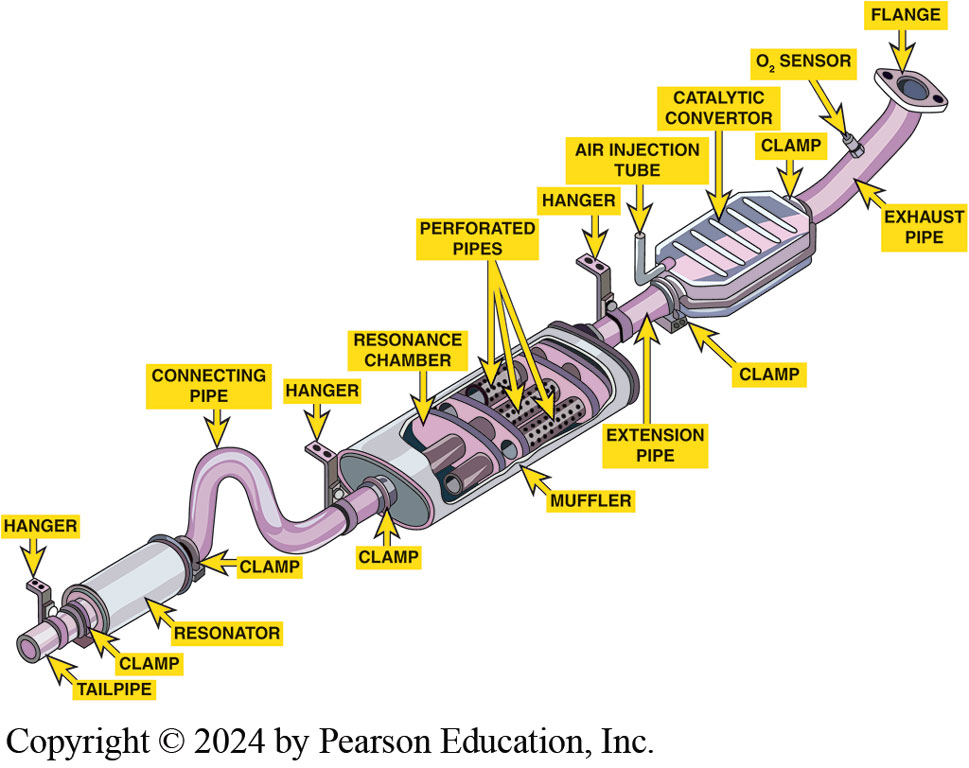 FLANGE
O₂ SENSOR
CATALYTIC
CONVERTOR
CLAMP
AIR INJECTION
TUBE
HANGER
EXHAUST
PIPE
PERFORATED
PIPES
RESONANCE
CHAMBER
CLAMP
CONNECTING
PIPE
HANGER
EXTENSION
PIPE
MUFFLER
HANGER
CLAMP
CLAMP
RESONATOR
CLAMP
TAILPIPE
Copyright © 2024 by Pearson Education, Inc.